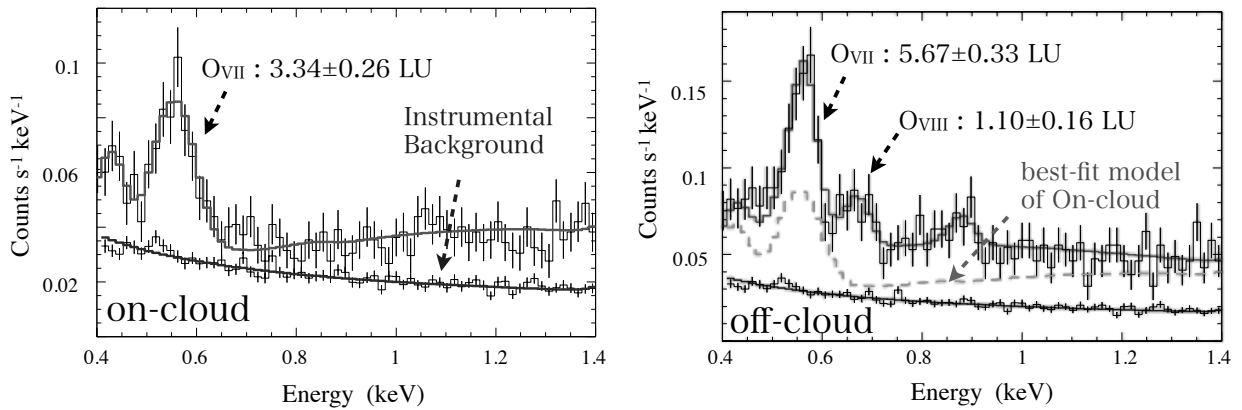 0.1
0.06
0.02
Counts s⁻¹ keV⁻¹
OVII : 3.34±0.26 LU
Instrumental
Background
on-cloud
0.4 0.6 0.8 1 1.2 1.4
Energy (keV)
0.15
0.1
0.05
Counts s⁻¹ keV⁻¹
OVII : 5.67±0.33 LU
OVIII : 1.10±0.16 LU
best-fit model
of On-cloud
off-cloud
0.4 0.6 0.8 1 1.2 1.4
Energy (keV)